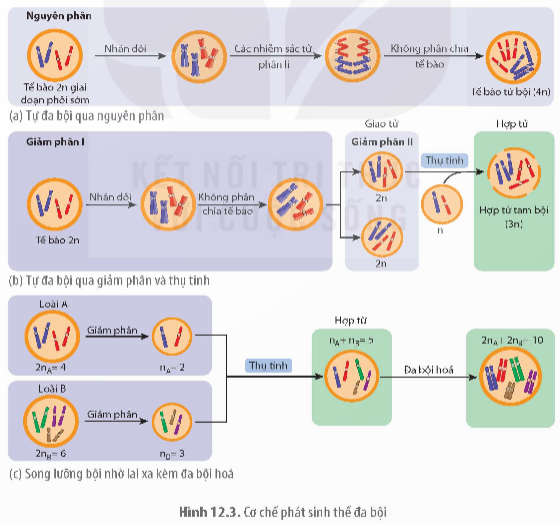 Nguyên phân
Nhân đôi
Các nhiễm sắc tử
phân li
Không phân chia
tế bào
Tế bào 2n giai
đoạn phôi sớm
Tế bào tứ bội (4n)
(a) Tự đa bội qua nguyên phân
Giao tử
Hợp tử
Giảm phân I
Giảm phân II
Thụ tinh
KẾT NỐI TRI THỨC
Nhân đôi
Không phân
chia tế bào
2n
n
CUỘC SỐNG
Tế bào 2n
2n
Hợp tử tam bội
(3n)
(b) Tự đa bội qua giảm phân và thụ tinh
Loài A
Giảm phân
2nA= 4
nA= 2
Hợp tử
nA+ nB= 5
2nA+ 2nB= 10
Thụ tinh
Đa bội hoá
Loài B
Giảm phân
2nB= 6
nB= 3
(c) Song lưỡng bội nhờ lai xa kèm đa bội hoá
Hình 12.3. Cơ chế phát sinh thể đa bội